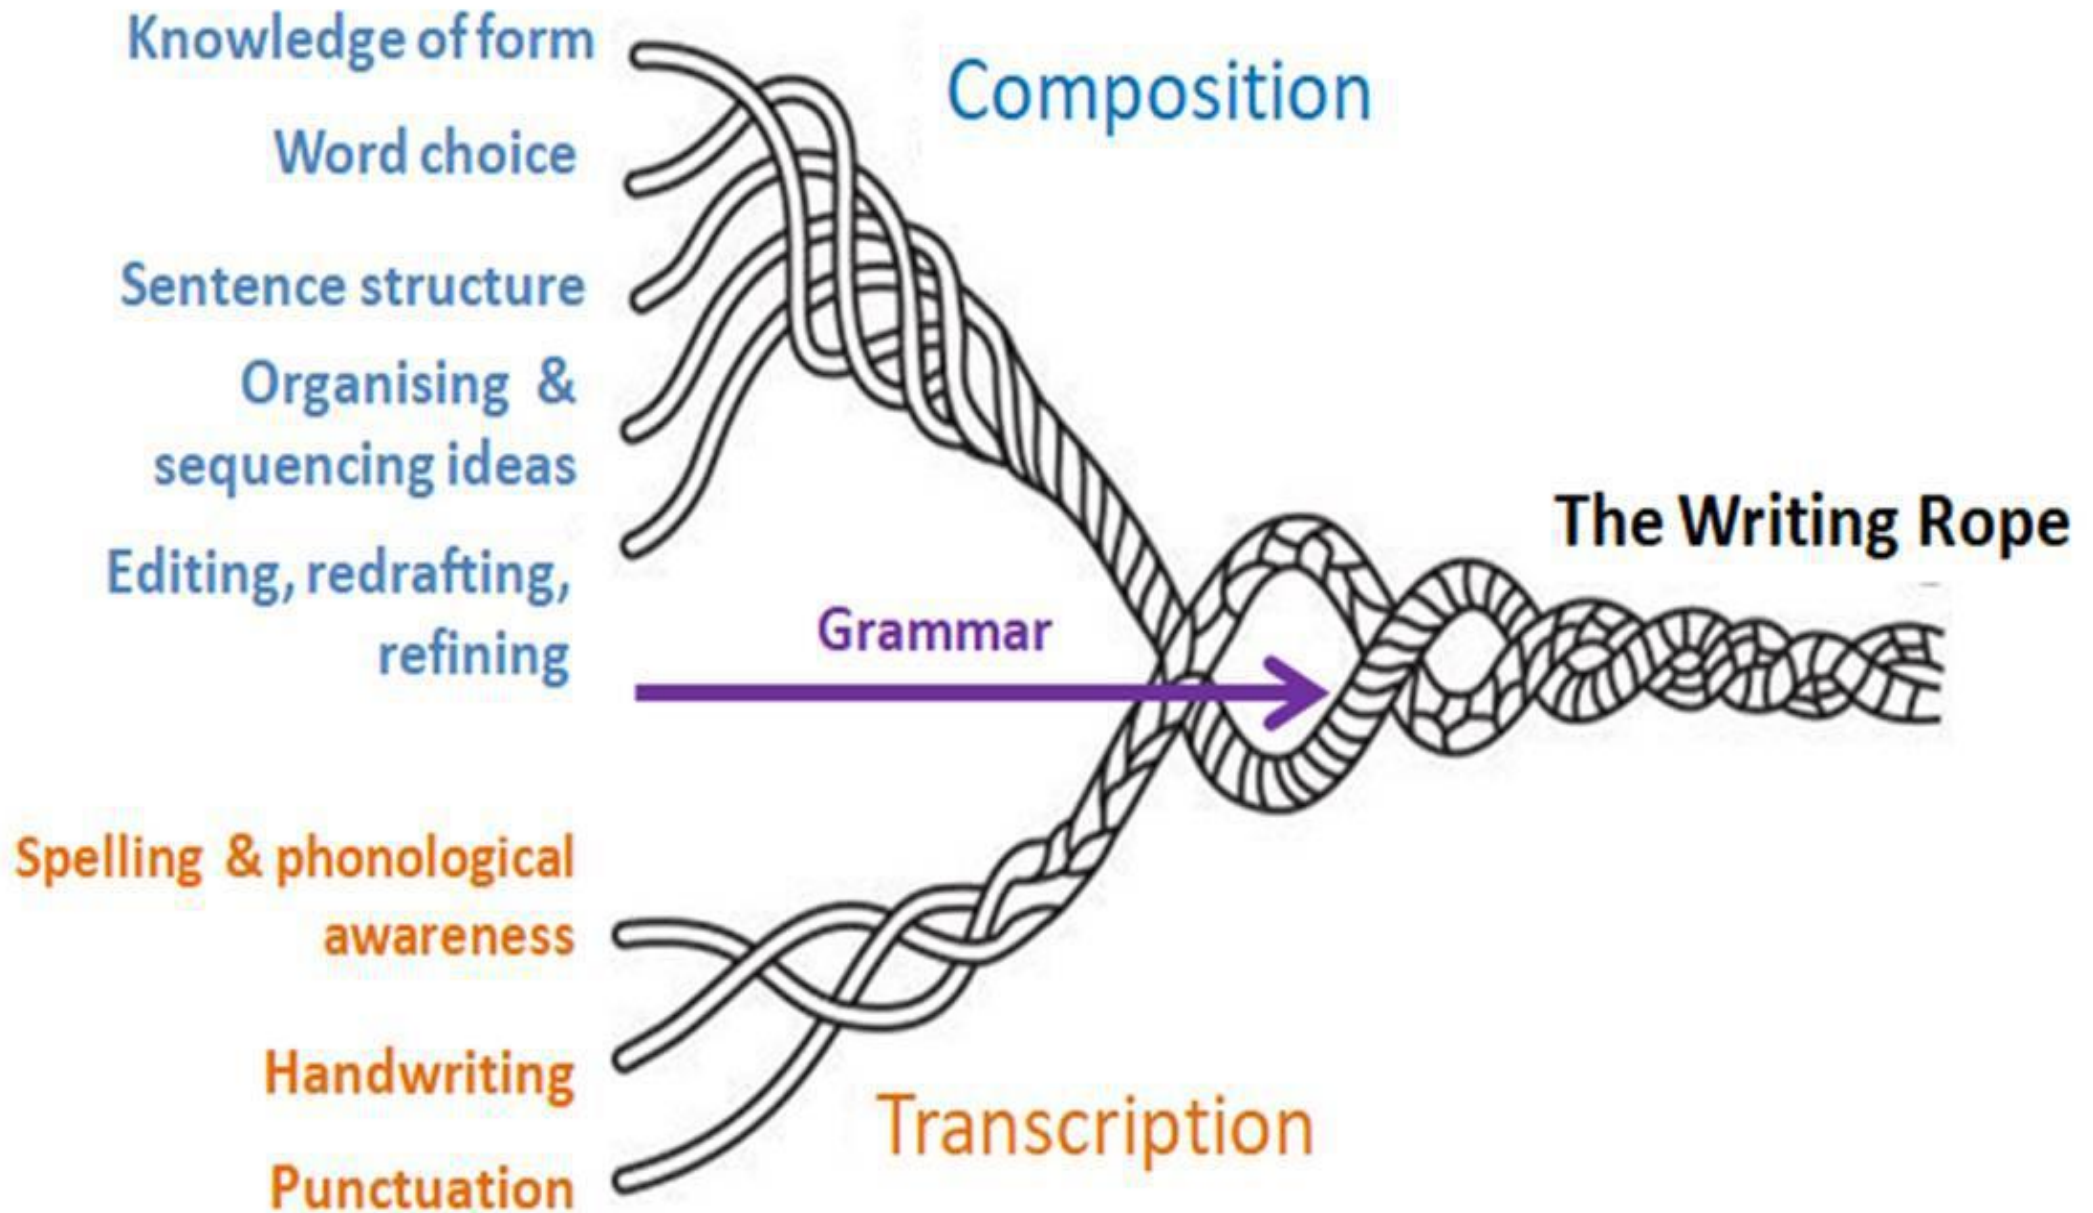 Knowledge of form
Composition
Word choice
Sentence structure
Organising &
sequencing ideas
Editing, redrafting,
refining
The Writing Rope
Grammar
Spelling & phonological
awareness
Handwriting
Transcription
Punctuation